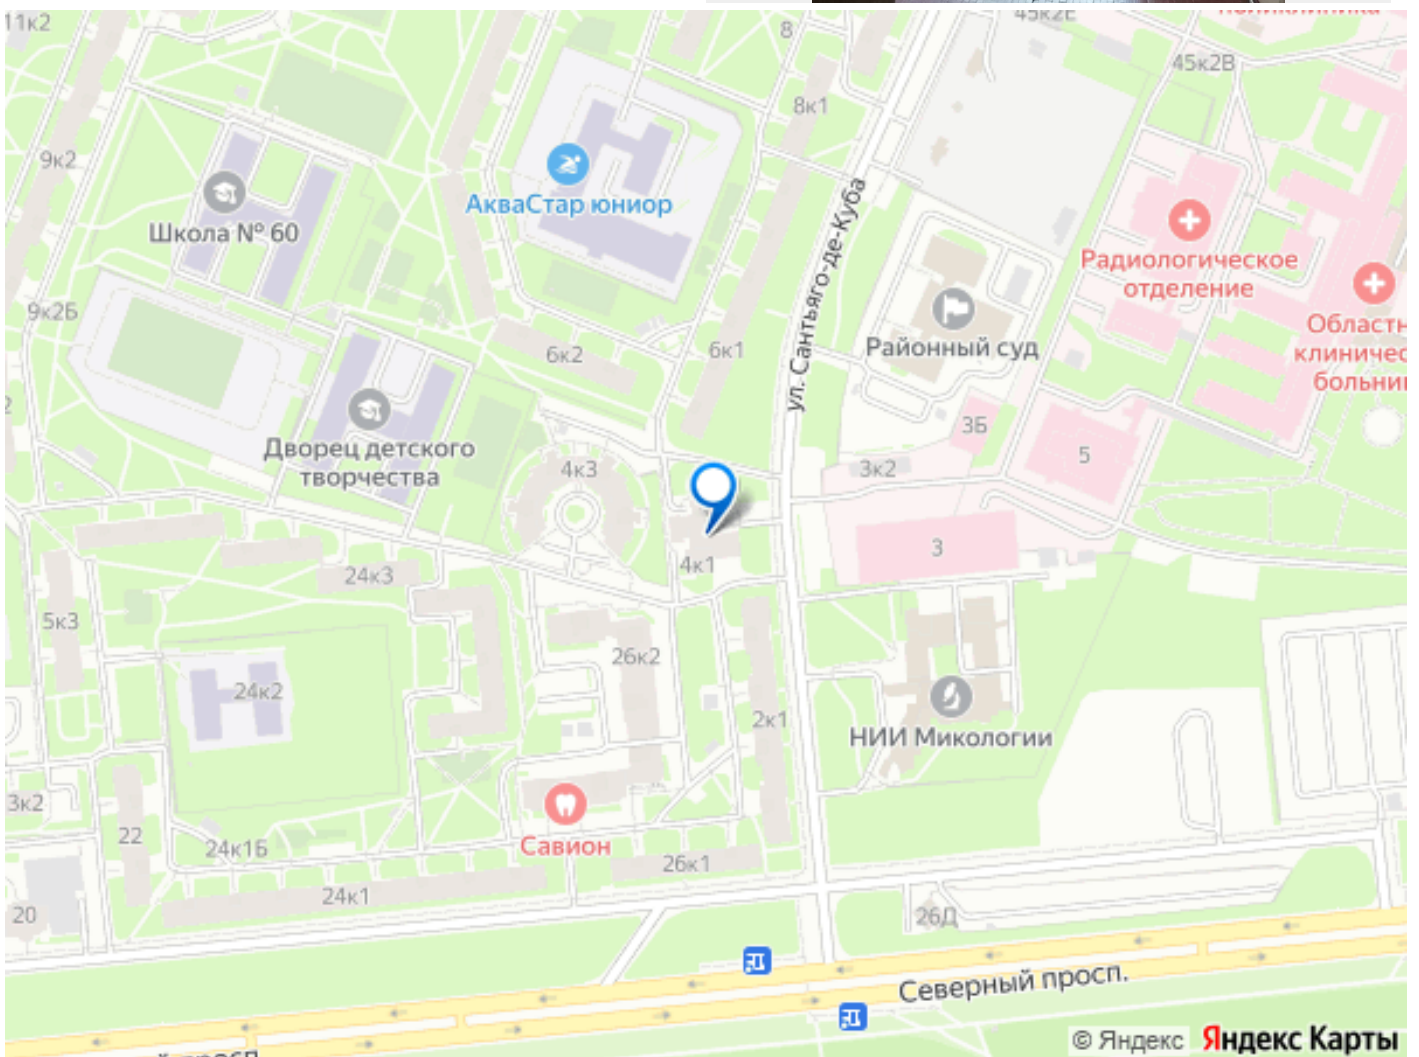 11к2
8
45к2Е
45к2В
8к1
9к2
АкваСтар юниор
Школа № 60
ул. Сантьяго-де-Куба
Радиологическое
отделение
Областн
клиничес
больни
9к2Б
6к2
6к1
Районный суд
3Б
5
Дворец детского
творчества
4к3
3к2
3
4к1
24к3
5к3
26к2
24к2
2к1
НИИ Микологии
3к2
22
24к1Б
Савион
26к1
24к1
20
26Д
Северный просп.
© Яндекс Яндекс Карты